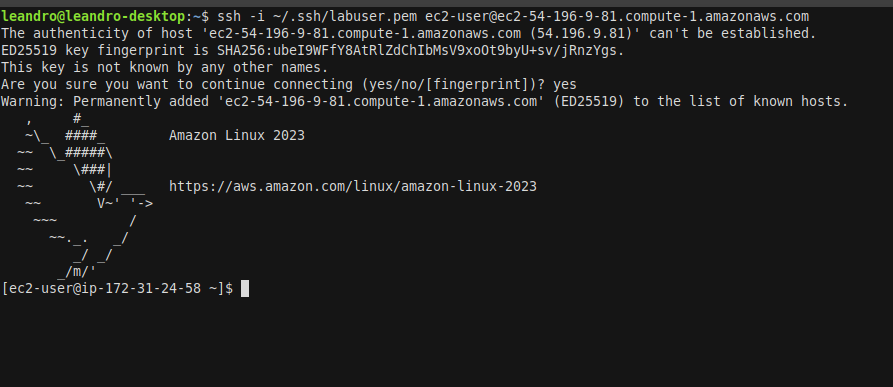 leandro@leandro-desktop:~$ ssh -i ~/.ssh/labuser.pem ec2-user@ec2-54-196-9-81.compute-1.amazonaws.com
The authenticity of host 'ec2-54-196-9-81.compute-1.amazonaws.com (54.196.9.81)' can't be established.
ED25519 key fingerprint is SHA256:ubeI9WFfY8AtRlZdChIbMsV9xoOt9byU+sv/jRnzYgs.
This key is not known by any other names.
Are you sure you want to continue connecting (yes/no/[fingerprint])? yes
Warning: Permanently added 'ec2-54-196-9-81.compute-1.amazonaws.com' (ED25519) to the list of known hosts.
   ,     #_
   ~\_  ####_        Amazon Linux 2023
  ~~  \_#####\
  ~~     \###|
  ~~       \#/ ___   https://aws.amazon.com/linux/amazon-linux-2023
   ~~       V~' '->
    ~~~         /
      ~~._.   _/
         _/ _/
       _/m/'
[ec2-user@ip-172-31-24-58 ~]$